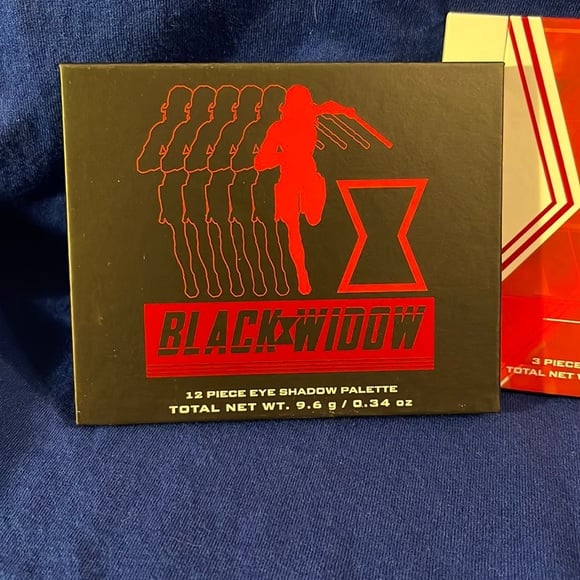 BLACK WIDOW
12 PIECE EYE SHADOW PALETTE
TOTAL NET WT. 9.6 g / 0.34 oz
3 PIECE
TOTAL NET